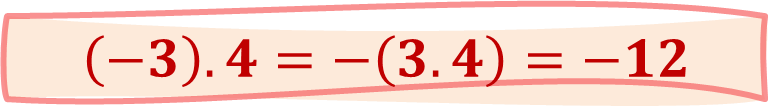 (−3).4 = −(3.4) = −12